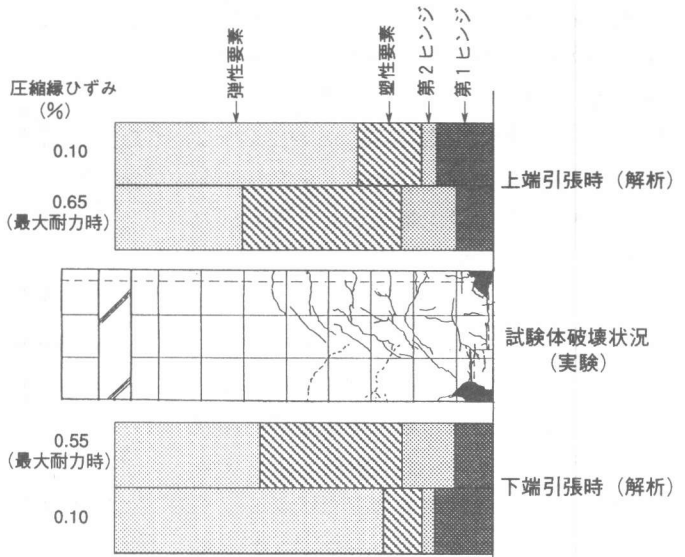 弾性要素
塑性要素
第2ヒンジ
第1ヒンジ
圧縮縁ひずみ
(%)
0.10
上端引張時（解析）
0.65
(最大耐力時)
試験体破壊状況
(実験)
0.55
(最大耐力時)
下端引張時（解析）
0.10